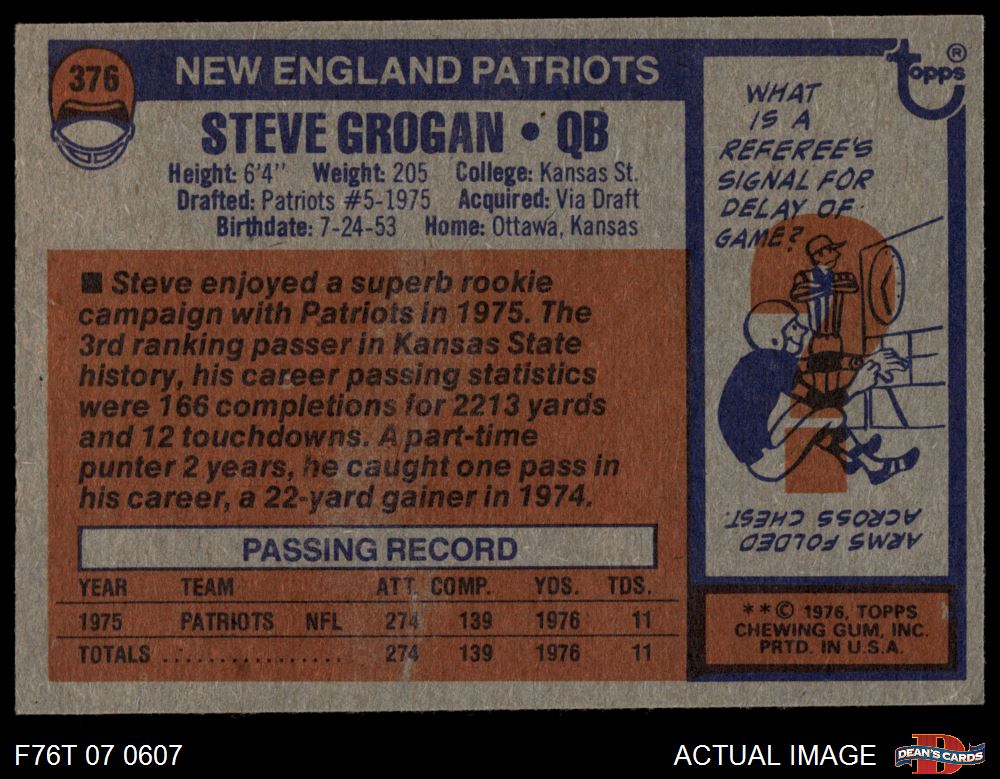 376
NEW ENGLAND PATRIOTS
STEVE GROGAN • QB
Height: 6'4" Weight: 205 College: Kansas St.
Drafted: Patriots #5-1975 Acquired: Via Draft
Birthdate: 7-24-53 Home: Ottawa, Kansas
■ Steve enjoyed a superb rookie
campaign with Patriots in 1975. The
3rd ranking passer in Kansas State
history, his career passing statistics
were 166 completions for 2213 yards
and 12 touchdowns. A part-time
punter 2 years, he caught one pass in
his career, a 22-yard gainer in 1974.
PASSING RECORD
YEAR TEAM ATT. COMP. YDS. TDS.
1975 PATRIOTS NFL 274 139 1976 11
TOTALS ................ 274 139 1976 11
Topps®
WHAT
IS A
REFEREE'S
SIGNAL FOR
DELAY OF
GAME?
ARMS FOLDED
ACROSS CHEST.
**© 1976, TOPPS
CHEWING GUM, INC.
PRTD. IN U.S.A.
F76T 07 0607
ACTUAL IMAGE
DEAN'S CARDS